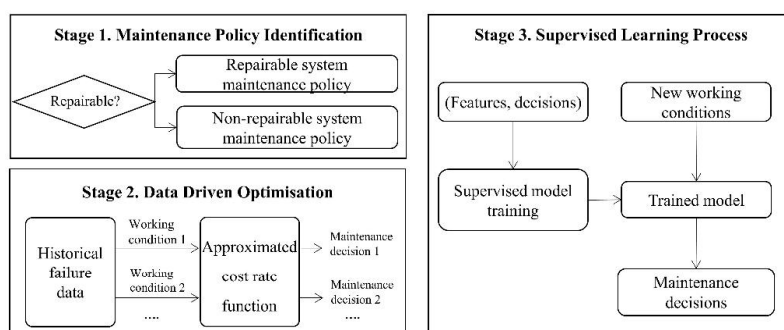 Stage 1. Maintenance Policy Identification
Repairable?
Repairable system
maintenance policy
Non-repairable system
maintenance policy
Stage 2. Data Driven Optimisation
Historical
failure
data
Working
condition 1
Working
condition 2
....
Approximated
cost rate
function
Maintenance
decision 1
Maintenance
decision 2
....
Stage 3. Supervised Learning Process
(Features, decisions)
New working
conditions
Supervised model
training
Trained model
Maintenance
decisions